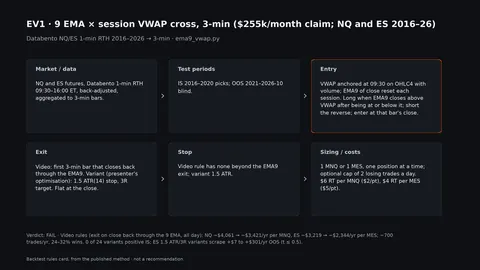 EV1 · 9 EMA × session VWAP cross, 3-min ($255k/month claim; NQ and ES 2016–26)
Databento NQ/ES 1-min RTH 2016–2026 → 3-min · ema9_vwap.py
Market / data
NQ and ES futures, Databento 1-min RTH
09:30–16:00 ET, back-adjusted,
aggregated to 3-min bars.
›
Test periods
IS 2016–2020 picks; OOS 2021–2026-10
blind.
›
Entry
VWAP anchored at 09:30 on OHLC4 with
volume; EMA9 of close reset each
session. Long when EMA9 closes above
VWAP after being at or below it; short
the reverse; enter at that bar's close.
Exit
Video: first 3-min bar that closes back
through the EMA9. Variant (presenter's
optimisation): 1.5 ATR(14) stop, 3R
target. Flat at the close.
›
Stop
Video rule has none beyond the EMA9
exit; variant 1.5 ATR.
›
Sizing / costs
1 MNQ or 1 MES, one position at a time;
optional cap of 2 losing trades a day.
$6 RT per MNQ ($2/pt), $4 RT per MES
($5/pt).
Verdict: FAIL · Video rules (exit on close back through the 9 EMA, all day): NQ −$4,061 → −$3,421/yr per MNQ, ES −$3,219 → −$2,344/yr per MES; ~700
trades/yr, 24–32% wins. 0 of 24 variants positive IS; ES 1.5 ATR/3R variants scrape +$7 to +$301/yr OOS (t ≤ 0.5).
Backtest rules card, from the published method · not a recommendation.